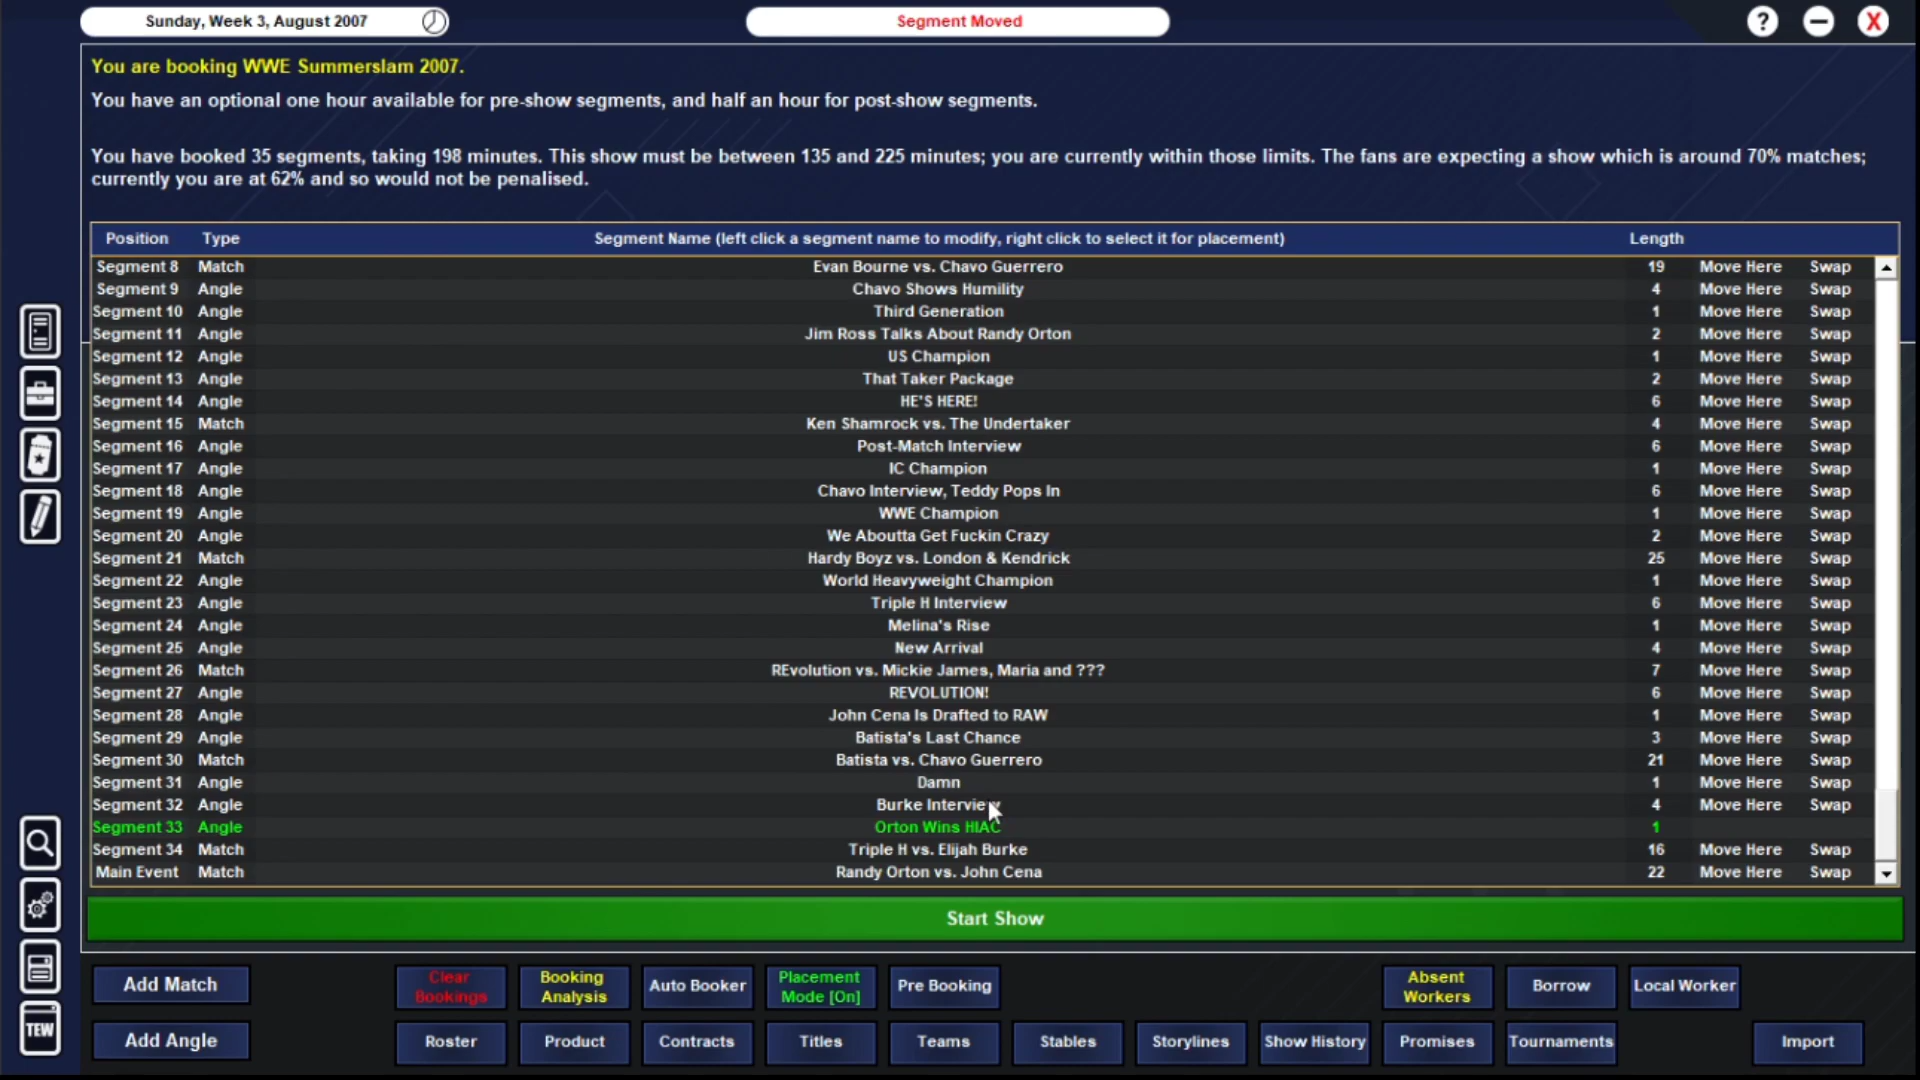 Sunday, Week 3, August 2007
Segment Moved
? X
You are booking WWE Summerslam 2007.
You have an optional one hour available for pre-show segments, and half an hour for post-show segments.
You have booked 35 segments, taking 198 minutes. This show must be between 135 and 225 minutes; you are currently within those limits. The fans are expecting a show which is around 70% matches;
currently you are at 62% and so would not be penalised.
Position Type Segment Name (left click a segment name to modify, right click to select it for placement) Length
Segment 8 Match Evan Bourne vs. Chavo Guerrero 19 Move Here Swap
Segment 9 Angle Chavo Shows Humility 4 Move Here Swap
Segment 10 Angle Third Generation 1 Move Here Swap
Segment 11 Angle Jim Ross Talks About Randy Orton 2 Move Here Swap
Segment 12 Angle US Champion 1 Move Here Swap
Segment 13 Angle That Taker Package 2 Move Here Swap
Segment 14 Angle HE'S HERE! 6 Move Here Swap
Segment 15 Match Ken Shamrock vs. The Undertaker 4 Move Here Swap
Segment 16 Angle Post-Match Interview 6 Move Here Swap
Segment 17 Angle IC Champion 1 Move Here Swap
Segment 18 Angle Chavo Interview, Teddy Pops In 6 Move Here Swap
Segment 19 Angle WWE Champion 1 Move Here Swap
Segment 20 Angle We Aboutta Get Fuckin Crazy 2 Move Here Swap
Segment 21 Match Hardy Boyz vs. London & Kendrick 25 Move Here Swap
Segment 22 Angle World Heavyweight Champion 1 Move Here Swap
Segment 23 Angle Triple H Interview 6 Move Here Swap
Segment 24 Angle Melina's Rise 1 Move Here Swap
Segment 25 Angle New Arrival 4 Move Here Swap
Segment 26 Match REvolution vs. Mickie James, Maria and ??? 7 Move Here Swap
Segment 27 Angle REVOLUTION! 6 Move Here Swap
Segment 28 Angle John Cena Is Drafted to RAW 1 Move Here Swap
Segment 29 Angle Batista's Last Chance 3 Move Here Swap
Segment 30 Match Batista vs. Chavo Guerrero 21 Move Here Swap
Segment 31 Angle Damn 1 Move Here Swap
Segment 32 Angle Burke Interview 4 Move Here Swap
Segment 33 Angle Orton Wins HIAC 1
Segment 34 Match Triple H vs. Elijah Burke 16 Move Here Swap
Main Event Match Randy Orton vs. John Cena 22 Move Here Swap
Start Show
Add Match
Clear Bookings
Booking Analysis
Auto Booker
Placement Mode [On]
Pre Booking
Absent Workers
Borrow
Local Worker
TEW
Add Angle
Roster
Product
Contracts
Titles
Teams
Stables
Storylines
Show History
Promises
Tournaments
Import